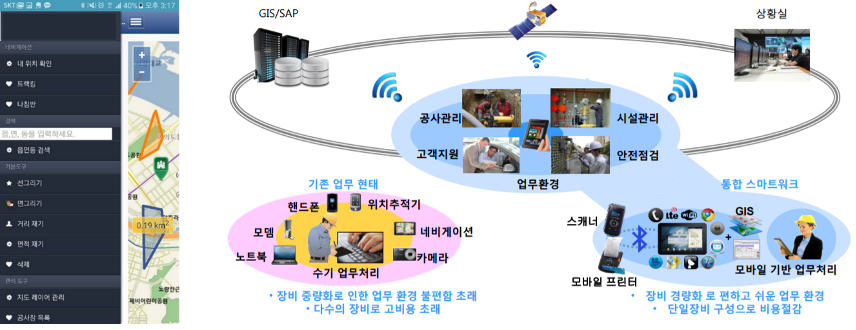 SKT
40% 오후 3:17
네비게이션
내 위치 확인
트랙킹
나침반
검색
읍,면, 동을 입력하세요.
읍면동 검색
기본도구
선그리기
면그리기
거리 재기
면적 재기
삭제
관리 도구
지도 레이어 관리
공사장 목록
+
-
0.19 km²
노량진근린공원
GIS/SAP
상황실
공사관리
시설관리
고객지원
안전점검
업무환경
기존 업무 현태
통합 스마트워크
핸드폰
위치추적기
모뎀
네비게이션
노트북
카메라
수기 업무처리
스캐너
lte
WiFi
GIS
+
모바일 기반 업무처리
모바일 프린터
• 장비 중량화로 인한 업무 환경 불편함 초래
• 다수의 장비로 고비용 초래
• 장비 경량화 로 편하고 쉬운 업무 환경
• 단일장비 구성으로 비용절감